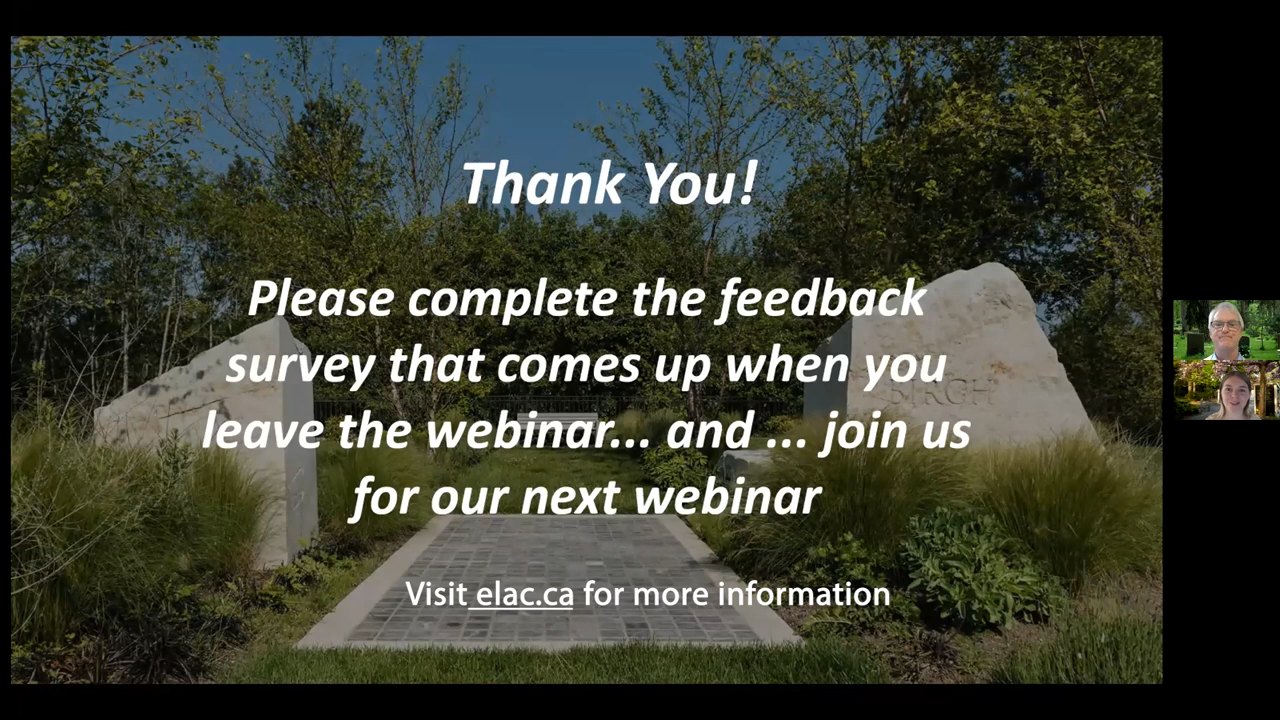 Thank You!
Please complete the feedback
survey that comes up when you
leave the webinar... and ... join us
for our next webinar
MRGH
Visit elac.ca for more information